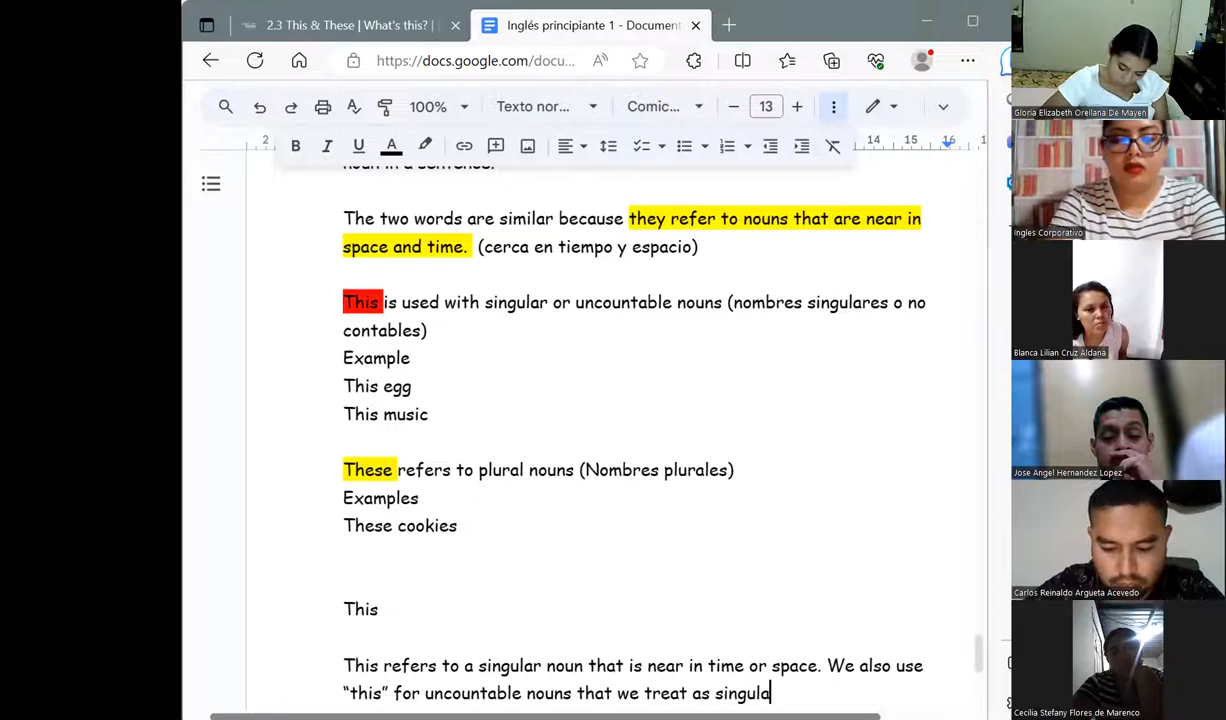 2.3 This & These | What's this? |
Inglés principiante 1 - Document
https://docs.google.com/docu...
100%
Texto nor...
Comic...
13
2
13 14 15 16 1
The two words are similar because they refer to nouns that are near in
space and time. (cerca en tiempo y espacio)
This is used with singular or uncountable nouns (nombres singulares o no
contables)
Example
This egg
This music
These refers to plural nouns (Nombres plurales)
Examples
These cookies
This
This refers to a singular noun that is near in time or space. We also use
“this” for uncountable nouns that we treat as singula
Gloria Elizabeth Orellana De Mayen
Ingles Corporativo
Blanca Lilian Cruz Aldana
Jose Angel Hernandez Lopez
Carlos Reinaldo Argueta Acevedo
Cecilia Stefany Flores de Marenco